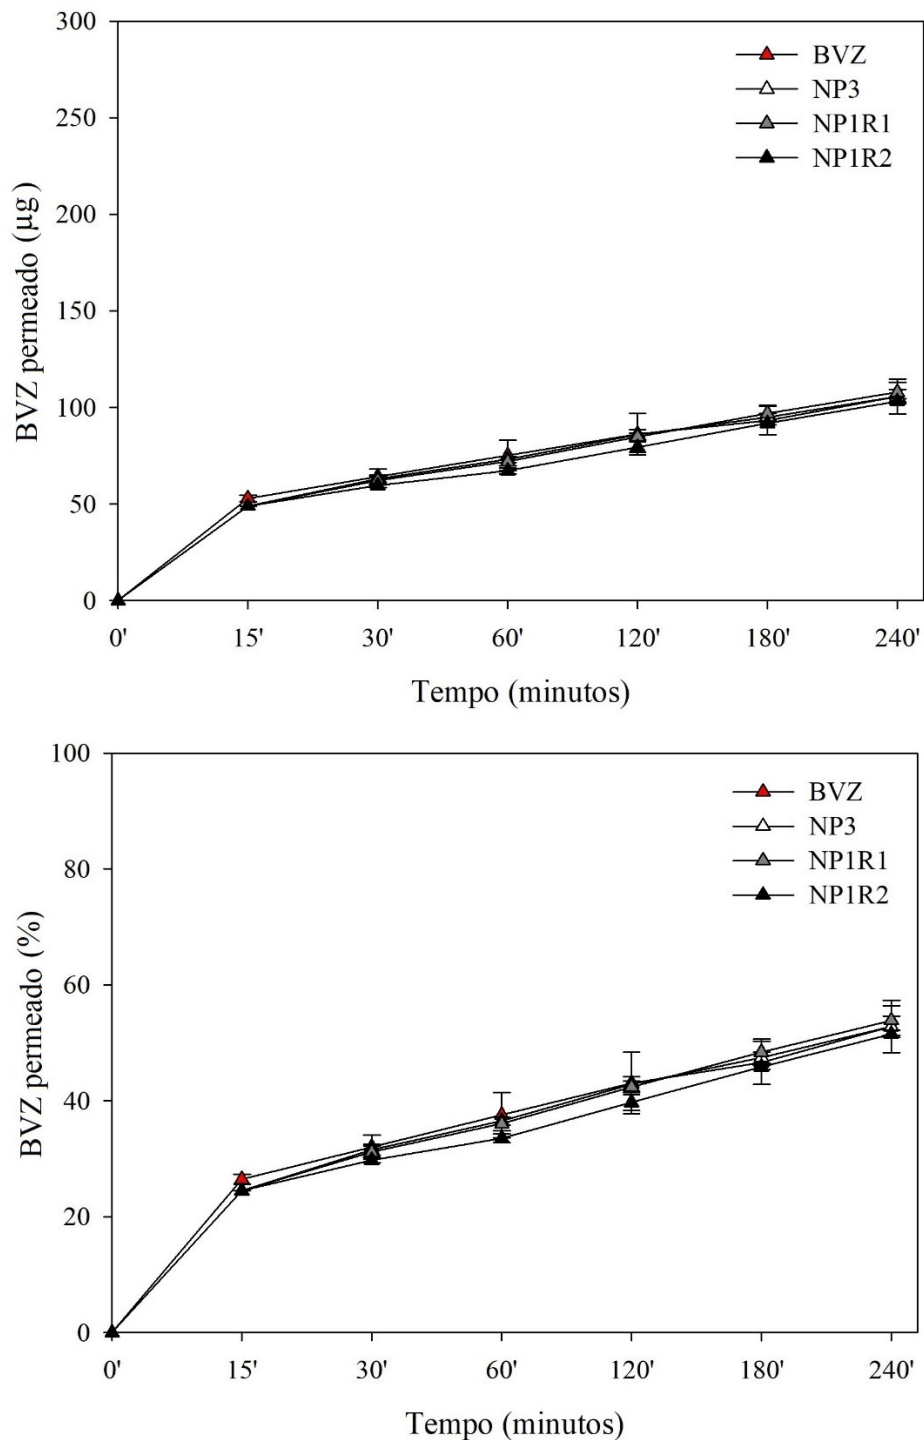 BVZ permeado (µg)
300
250
200
150
100
50
0
BVZ
NP3
NP1R1
NP1R2
0' 15' 30' 60' 120' 180' 240'
Tempo (minutos)
BVZ permeado (%)
100
80
60
40
20
0
BVZ
NP3
NP1R1
NP1R2
0' 15' 30' 60' 120' 180' 240'
Tempo (minutos)